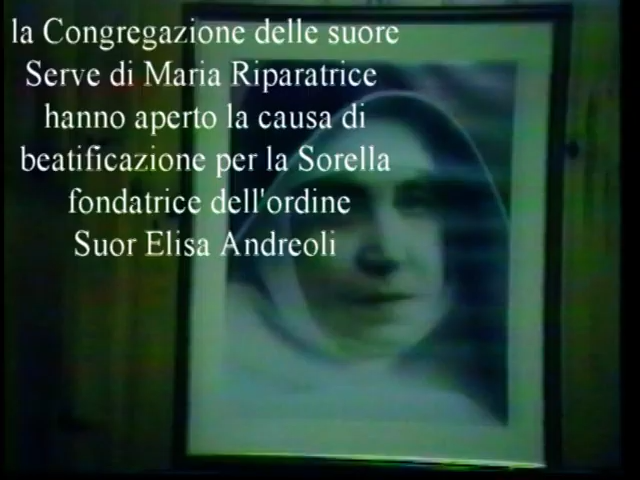 la Congregazione delle suore
Serve di Maria Riparatrice
hanno aperto la causa di
beatificazione per la Sorella
fondatrice dell'ordine
Suor Elisa Andreoli